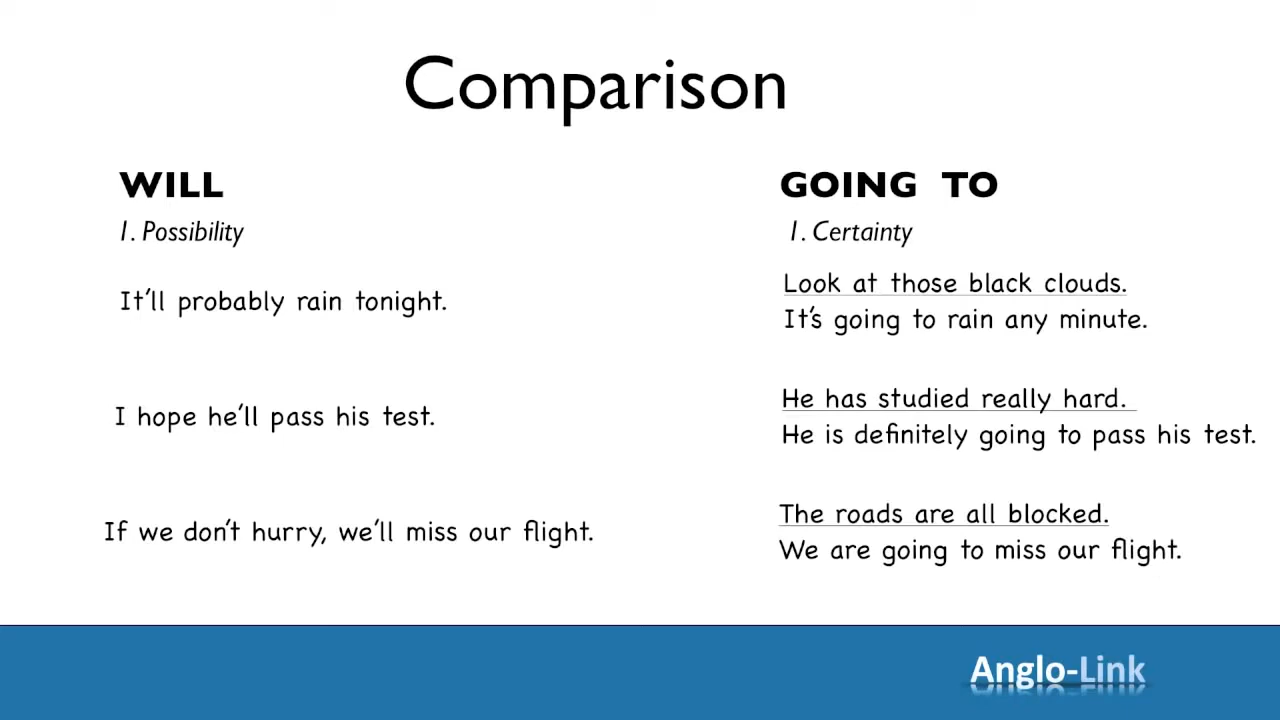 Comparison
WILL
1. Possibility
It'll probably rain tonight.
I hope he'll pass his test.
If we don't hurry, we'll miss our flight.
GOING TO
1. Certainty
Look at those black clouds.
It's going to rain any minute.
He has studied really hard.
He is definitely going to pass his test.
The roads are all blocked.
We are going to miss our flight.
Anglo-Link